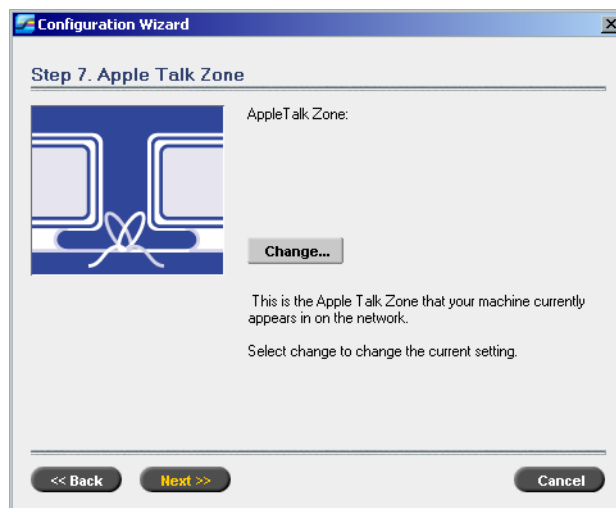 Configuration Wizard
Step 7. Apple Talk Zone
AppleTalk Zone:
Change...
This is the Apple Talk Zone that your machine currently
appears in on the network.
Select change to change the current setting.
<< Back
Next >>
Cancel